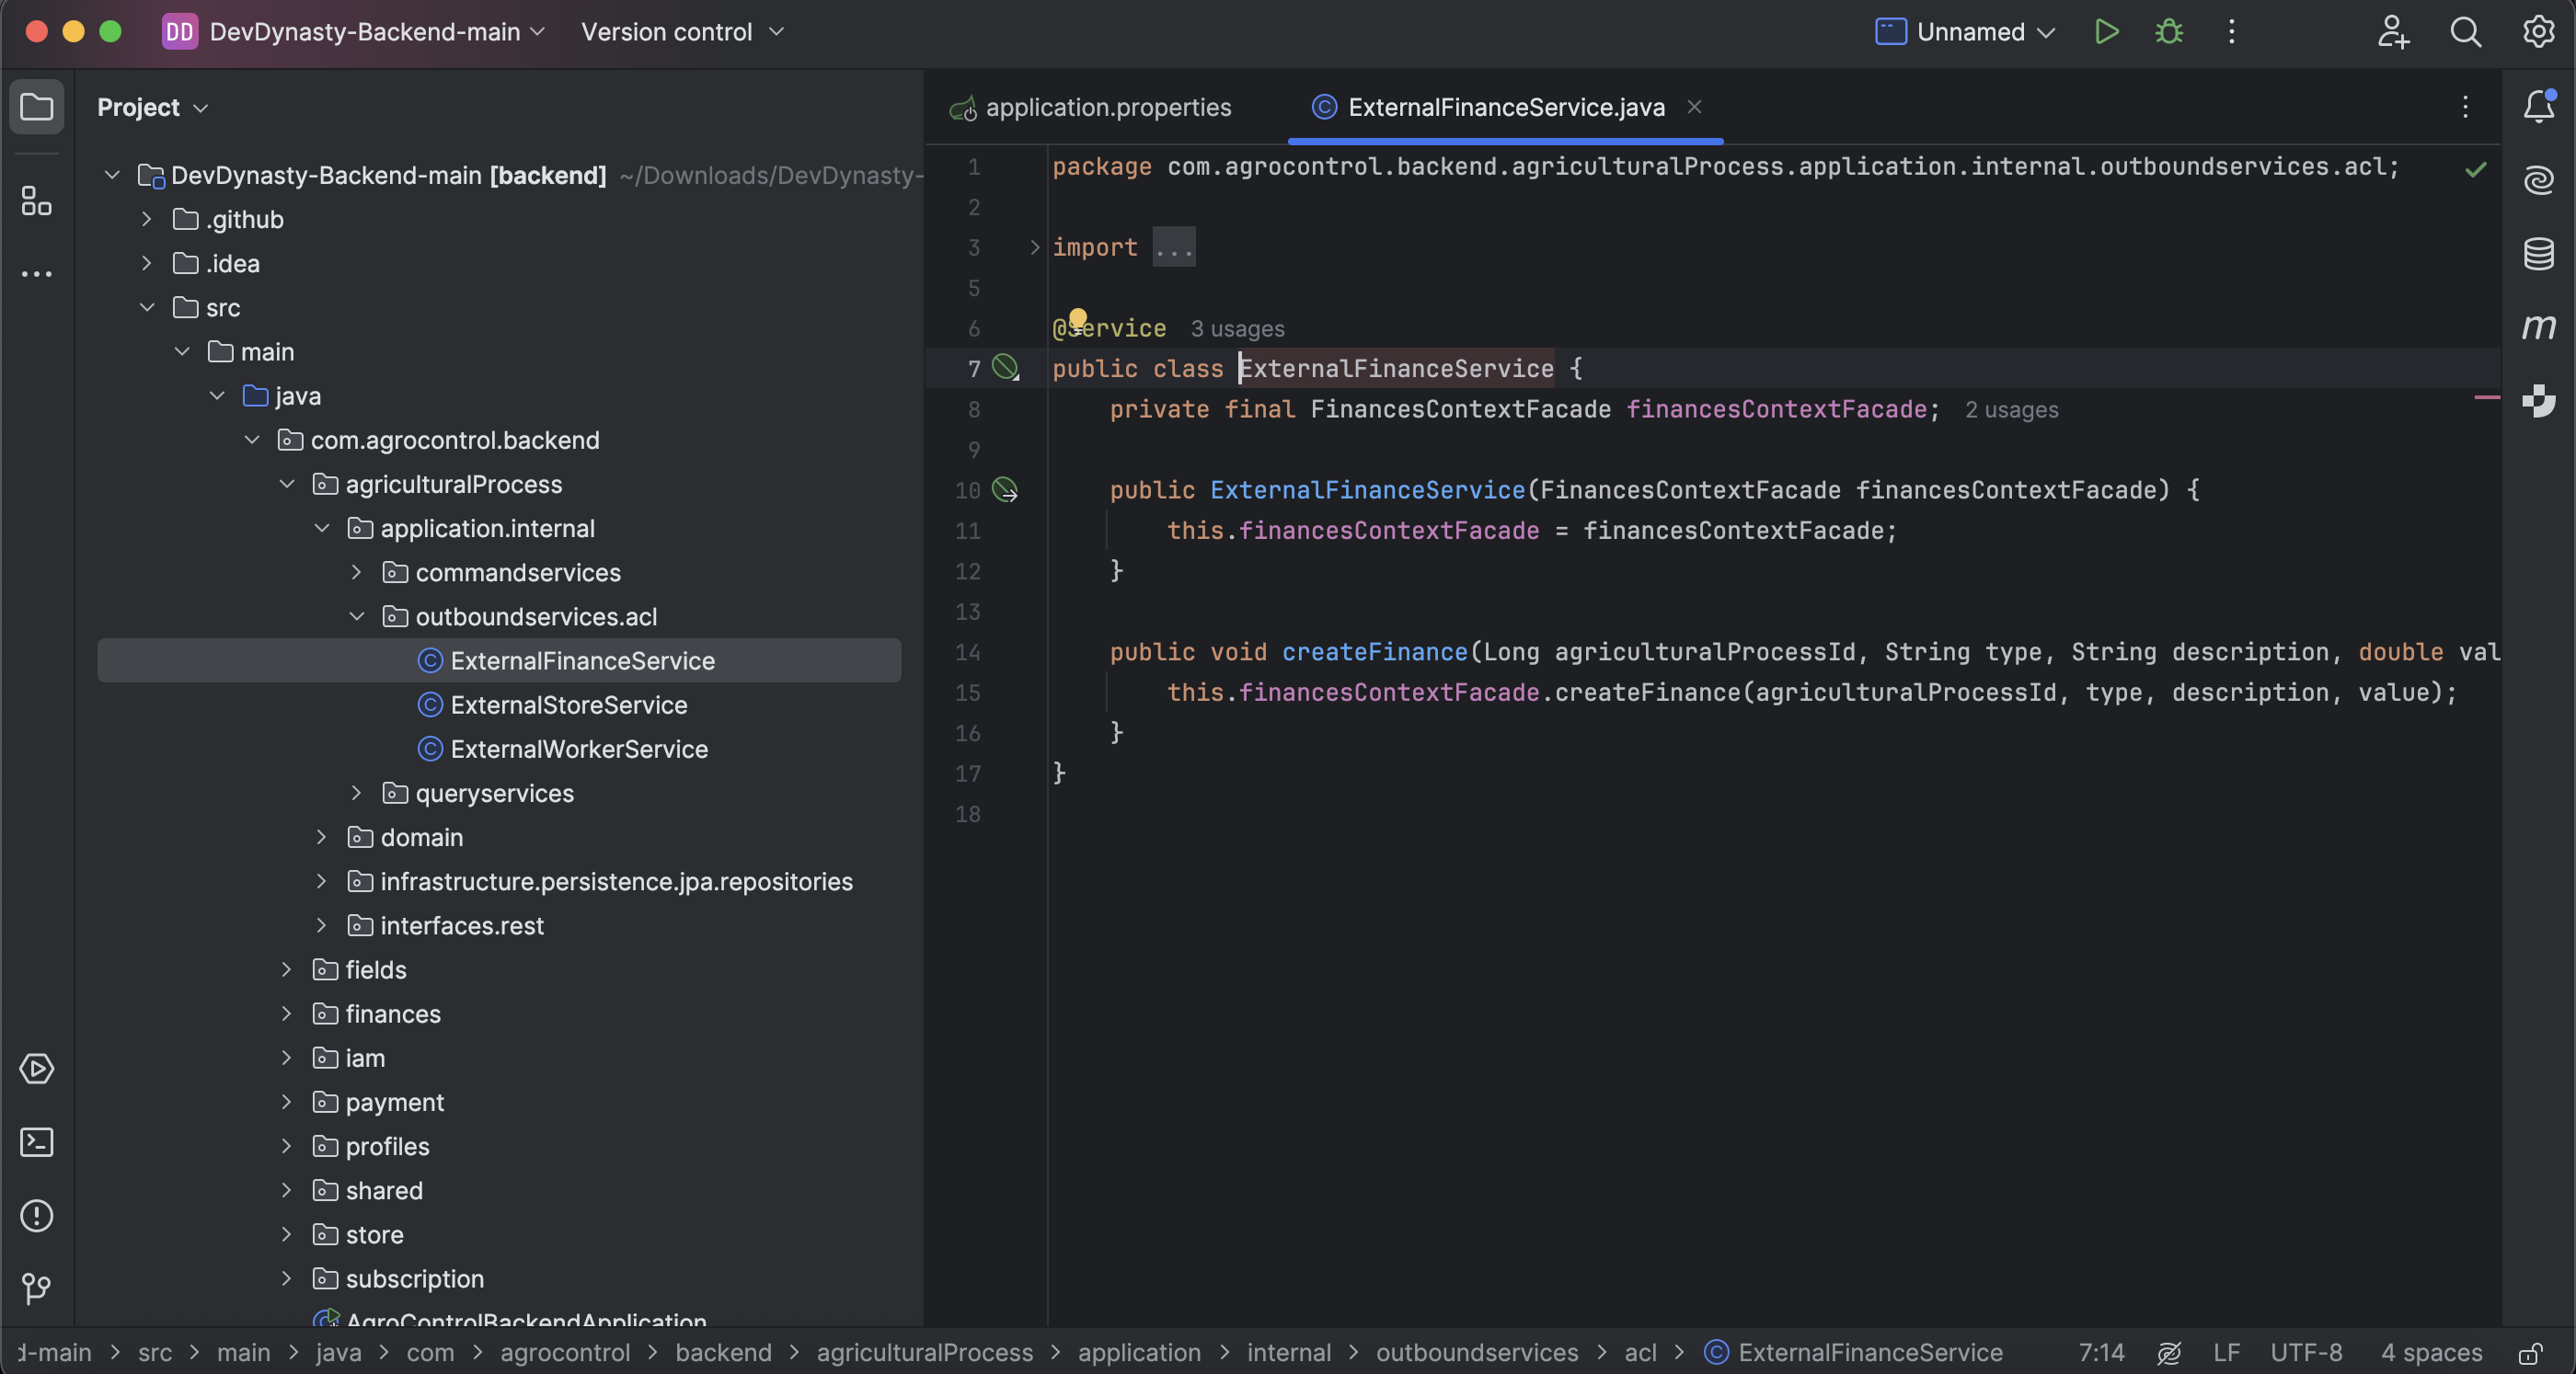 DD DevDynasty-Backend-main Version control Unnamed
Project
DevDynasty-Backend-main [backend] ~/Downloads/DevDynasty-
.github
.idea
src
main
java
com.agrocontrol.backend
agriculturalProcess
application.internal
commandservices
outboundservices.acl
ExternalFinanceService
ExternalStoreService
ExternalWorkerService
queryservices
domain
infrastructure.persistence.jpa.repositories
interfaces.rest
fields
finances
iam
payment
profiles
shared
store
subscription
AgroControlBackendApplication
application.properties ExternalFinanceService.java
1 package com.agrocontrol.backend.agriculturalProcess.application.internal.outboundservices.acl;
2
3 import ...
5
6 @Service 3 usages
7 public class ExternalFinanceService {
8 private final FinancesContextFacade financesContextFacade; 2 usages
9
10 public ExternalFinanceService(FinancesContextFacade financesContextFacade) {
11 this.financesContextFacade = financesContextFacade;
12 }
13
14 public void createFinance(Long agriculturalProcessId, String type, String description, double val
15 this.financesContextFacade.createFinance(agriculturalProcessId, type, description, value);
16 }
17 }
18
m
d-main > src > main > java > com > agrocontrol > backend > agriculturalProcess > application > internal > outboundservices > acl > ExternalFinanceService 7:14 LF UTF-8 4 spaces